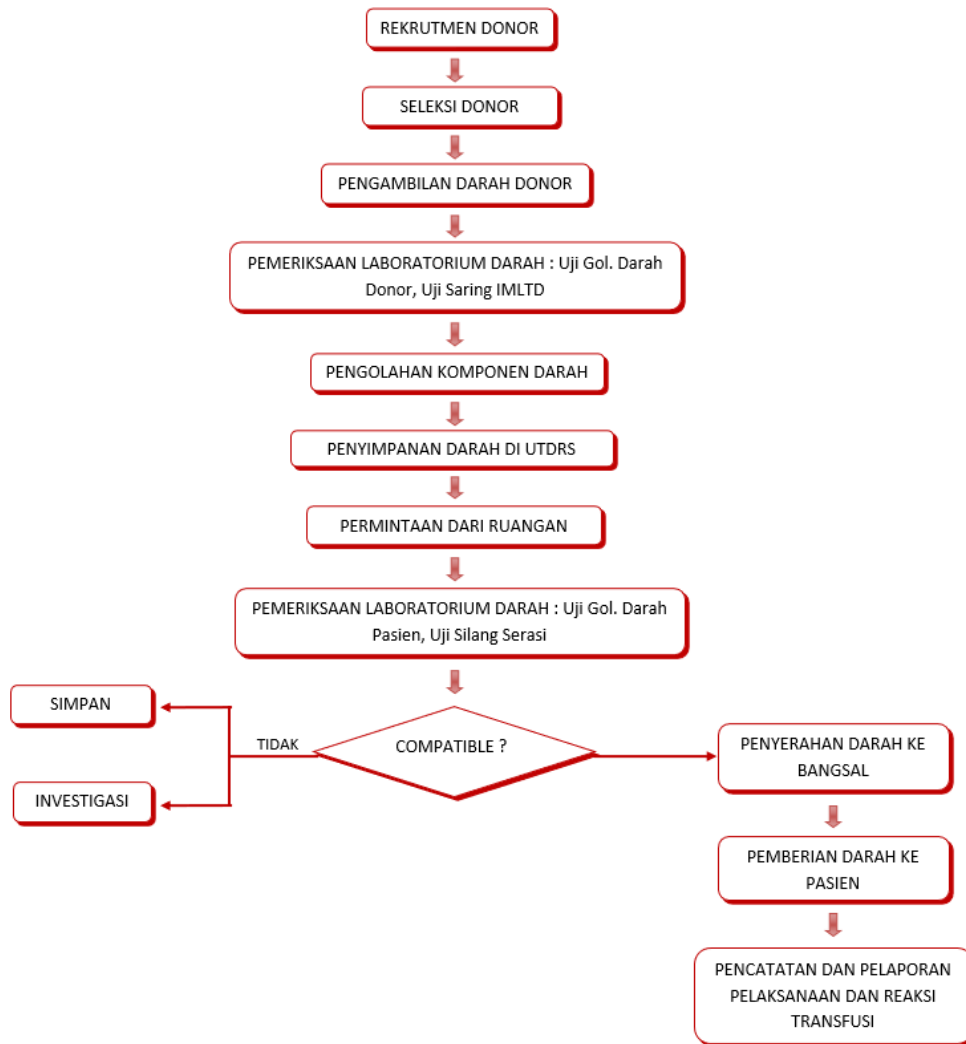 REKRUTMEN DONOR
SELEKSI DONOR
PENGAMBILAN DARAH DONOR
PEMERIKSAAN LABORATORIUM DARAH : Uji Gol. Darah
Donor, Uji Saring IMLTD
PENGOLAHAN KOMPONEN DARAH
PENYIMPANAN DARAH DI UTDRS
PERMINTAAN DARI RUANGAN
PEMERIKSAAN LABORATORIUM DARAH : Uji Gol. Darah
Pasien, Uji Silang Serasi
COMPATIBLE ?
TIDAK
SIMPAN
INVESTIGASI
PENYERAHAN DARAH KE
BANGSAL
PEMBERIAN DARAH KE
PASIEN
PENCATATAN DAN PELAPORAN
PELAKSANAAN DAN REAKSI
TRANSFUSI